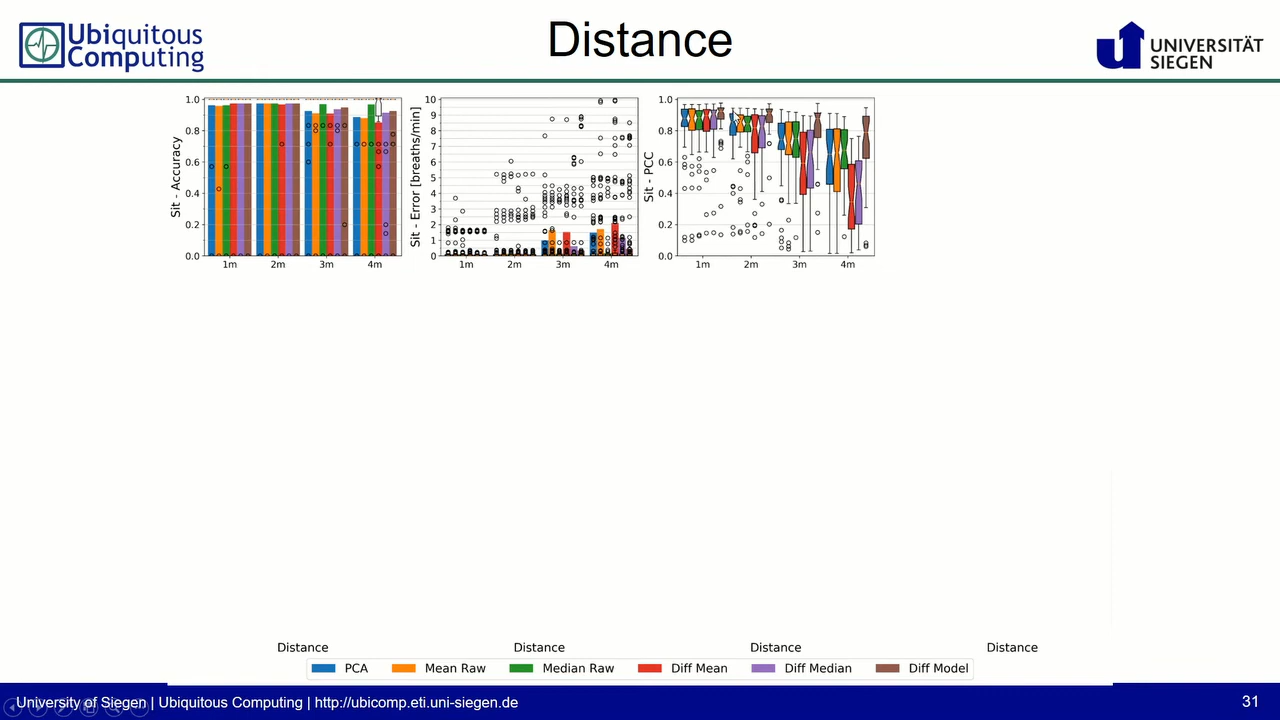 Ubiquitous
Computing
Distance
UNIVERSITÄT
SIEGEN
Sit - Accuracy
1.0
0.8
0.6
0.4
0.2
0.0
1m 2m 3m 4m
Sit - Error [breaths/min]
10
9
8
7
6
5
4
3
2
1
0
1m 2m 3m 4m
Sit - PCC
1.0
0.8
0.6
0.4
0.2
0.0
1m 2m 3m 4m
Distance Distance Distance Distance
PCA Mean Raw Median Raw Diff Mean Diff Median Diff Model
University of Siegen | Ubiquitous Computing | http://ubicomp.eti.uni-siegen.de
31